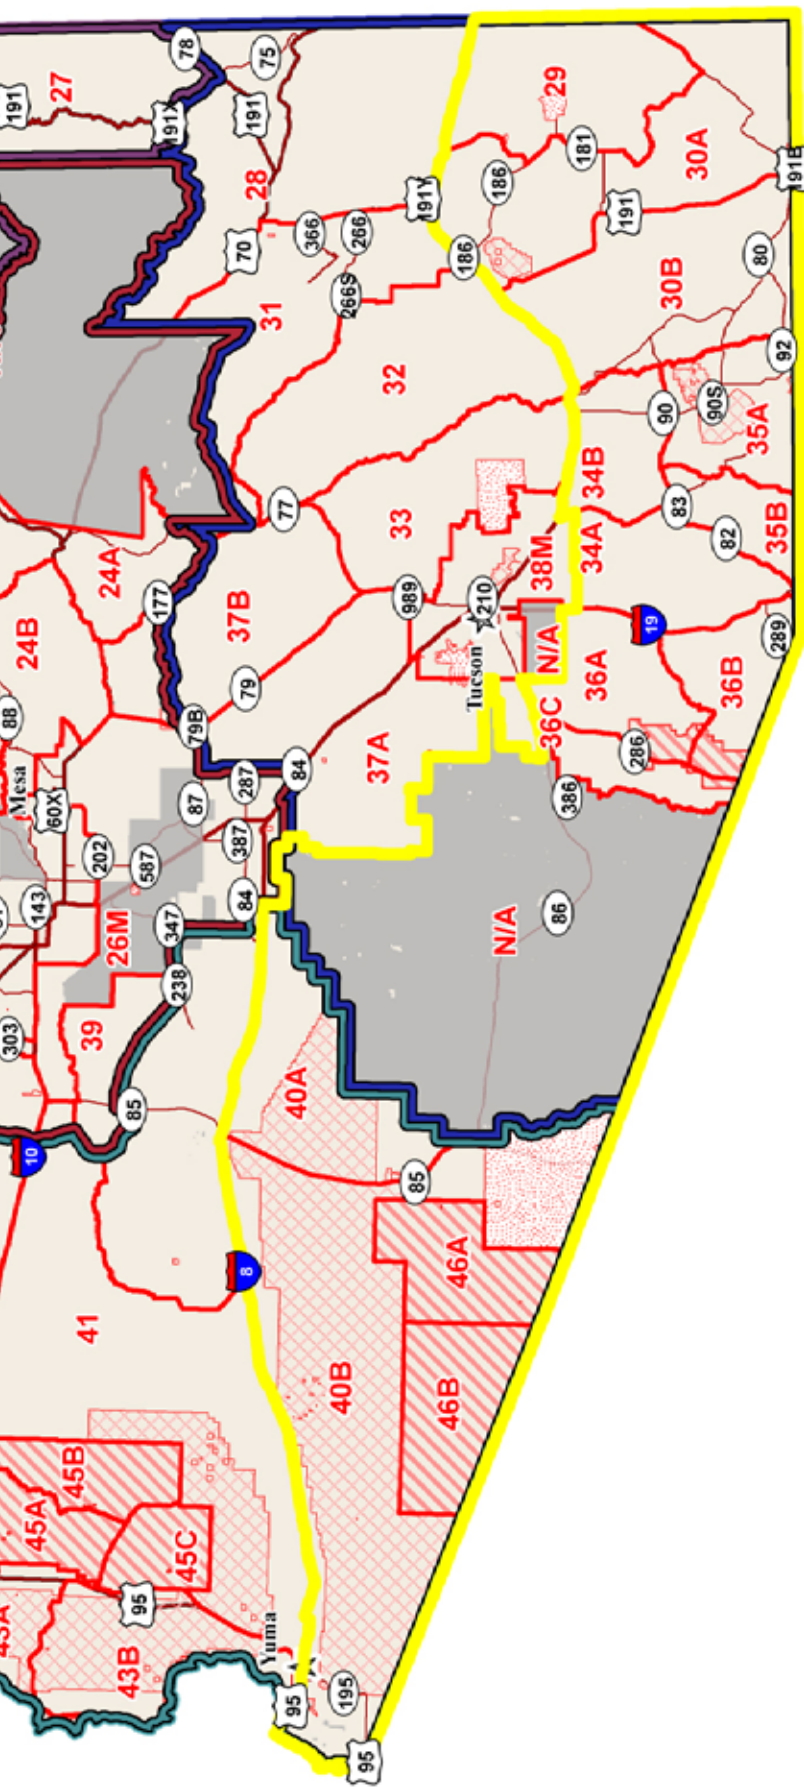 303
88
191
Mesa
24B
10
45A
143
60X
27
45B
41
39
202
24A
26M
43B
95
85
587
177
347
191X
238
45C
87
79B
78
37B
387
84
287
79
70
8
191
28
75
Yuma
31
77
95
84
40A
366
40B
195
266S
266
95
37A
32
33
989
85
191Y
46B
46A
Tucson
210
186
186
N/A
38M
N/A
36C
29
86
386
181
34A
34B
36A
191
286
19
90
30B
83
30A
90S
82
36B
35A
80
289
35B
92
191B